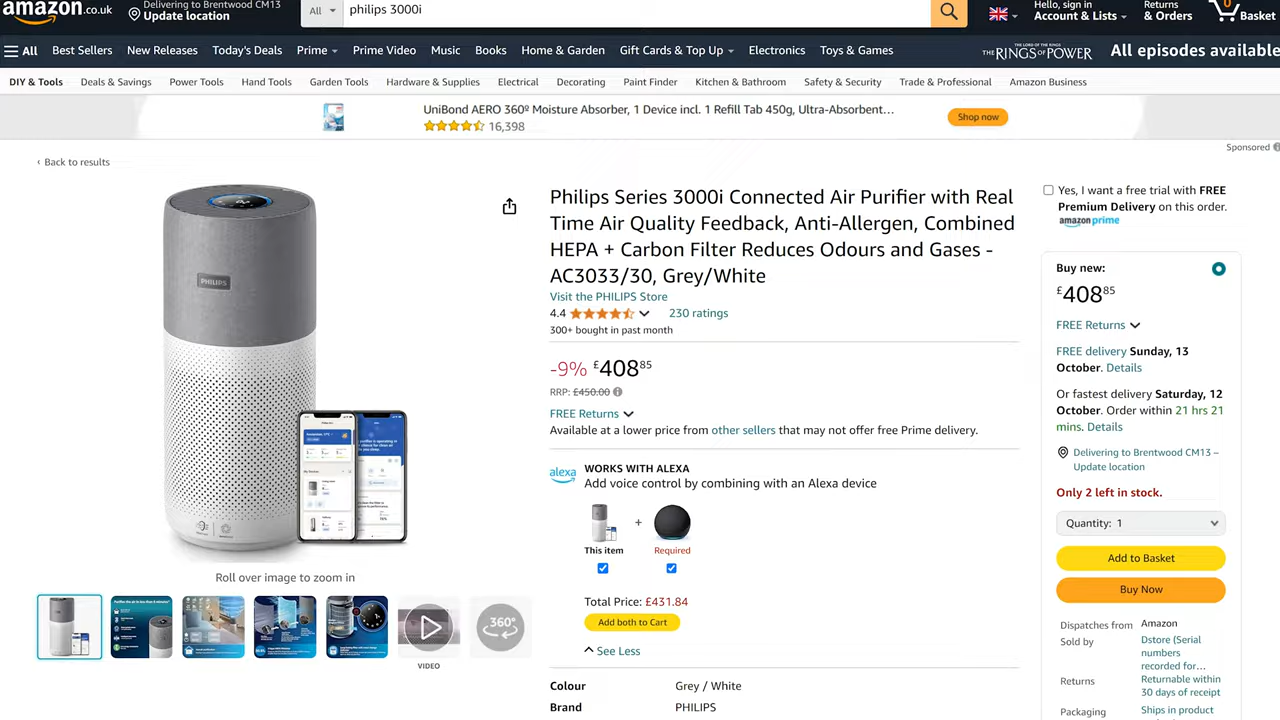 amazon.co.uk
Delivering to Brentwood CM13
Update location
All
philips 3000i
Hello, sign in
Account & Lists
Returns
& Orders
0
Basket
All
Best Sellers
New Releases
Today's Deals
Prime
Prime Video
Music
Books
Home & Garden
Gift Cards & Top Up
Electronics
Toys & Games
THE LORD OF THE RINGS
THE RINGS OF POWER
All episodes available
DIY & Tools
Deals & Savings
Power Tools
Hand Tools
Garden Tools
Hardware & Supplies
Electrical
Decorating
Paint Finder
Kitchen & Bathroom
Safety & Security
Trade & Professional
Amazon Business
UniBond AERO 360º Moisture Absorber, 1 Device incl. 1 Refill Tab 450g, Ultra-Absorbent…
16,398
Shop now
Sponsored
‹ Back to results
PHILIPS
Roll over image to zoom in
360°
VIDEO
Philips Series 3000i Connected Air Purifier with Real
Time Air Quality Feedback, Anti-Allergen, Combined
HEPA + Carbon Filter Reduces Odours and Gases -
AC3033/30, Grey/White
Visit the PHILIPS Store
4.4
230 ratings
300+ bought in past month
-9% £408⁸⁵
RRP: £450.00
FREE Returns
Available at a lower price from other sellers that may not offer free Prime delivery.
alexa
WORKS WITH ALEXA
Add voice control by combining with an Alexa device
+
This item
Required
Total Price: £431.84
Add both to Cart
See Less
Colour
Grey / White
Brand
PHILIPS
Yes, I want a free trial with FREE
Premium Delivery on this order.
amazon prime
Buy new:
£408⁸⁵
FREE Returns
FREE delivery Sunday, 13
October. Details
Or fastest delivery Saturday, 12
October. Order within 21 hrs 21
mins. Details
Delivering to Brentwood CM13 –
Update location
Only 2 left in stock.
Quantity: 1
Add to Basket
Buy Now
Dispatches from
Amazon
Sold by
Dstore (Serial
numbers
recorded for…
Returns
Returnable within
30 days of receipt
Packaging
Ships in product